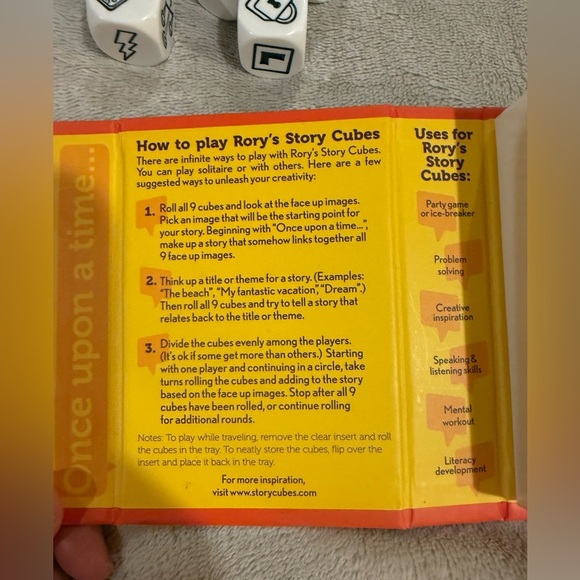 Once upon a time...
How to play Rory's Story Cubes
There are infinite ways to play with Rory's Story Cubes.
You can play solitaire or with others. Here are a few
suggested ways to unleash your creativity:
1. Roll all 9 cubes and look at the face up images.
Pick an image that will be the starting point for
your story. Beginning with "Once upon a time...",
make up a story that somehow links together all
9 face up images.
2. Think up a title or theme for a story. (Examples:
"The beach", "My fantastic vacation", "Dream".)
Then roll all 9 cubes and try to tell a story that
relates back to the title or theme.
3. Divide the cubes evenly among the players.
(It's ok if some get more than others.) Starting
with one player and continuing in a circle, take
turns rolling the cubes and adding to the story
based on the face up images. Stop after all 9
cubes have been rolled, or continue rolling
for additional rounds.
Notes: To play while traveling, remove the clear insert and roll
the cubes in the tray. To neatly store the cubes, flip over the
insert and place it back in the tray.
For more inspiration,
visit www.storycubes.com
Uses for
Rory's
Story
Cubes:
Party game
or ice-breaker
Problem
solving
Creative
inspiration
Speaking &
listening skills
Mental
workout
Literacy
development